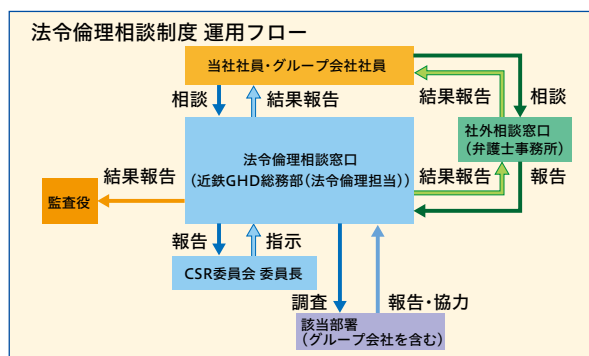 法令倫理相談制度 運用フロー
当社社員・グループ会社社員
相談
結果報告
結果報告
相談
社外相談窓口
(弁護士事務所)
法令倫理相談窓口
(近鉄GHD総務部(法令倫理担当))
結果報告
結果報告
報告
監査役
報告
指示
CSR委員会 委員長
調査
報告・協力
該当部署
(グループ会社を含む)